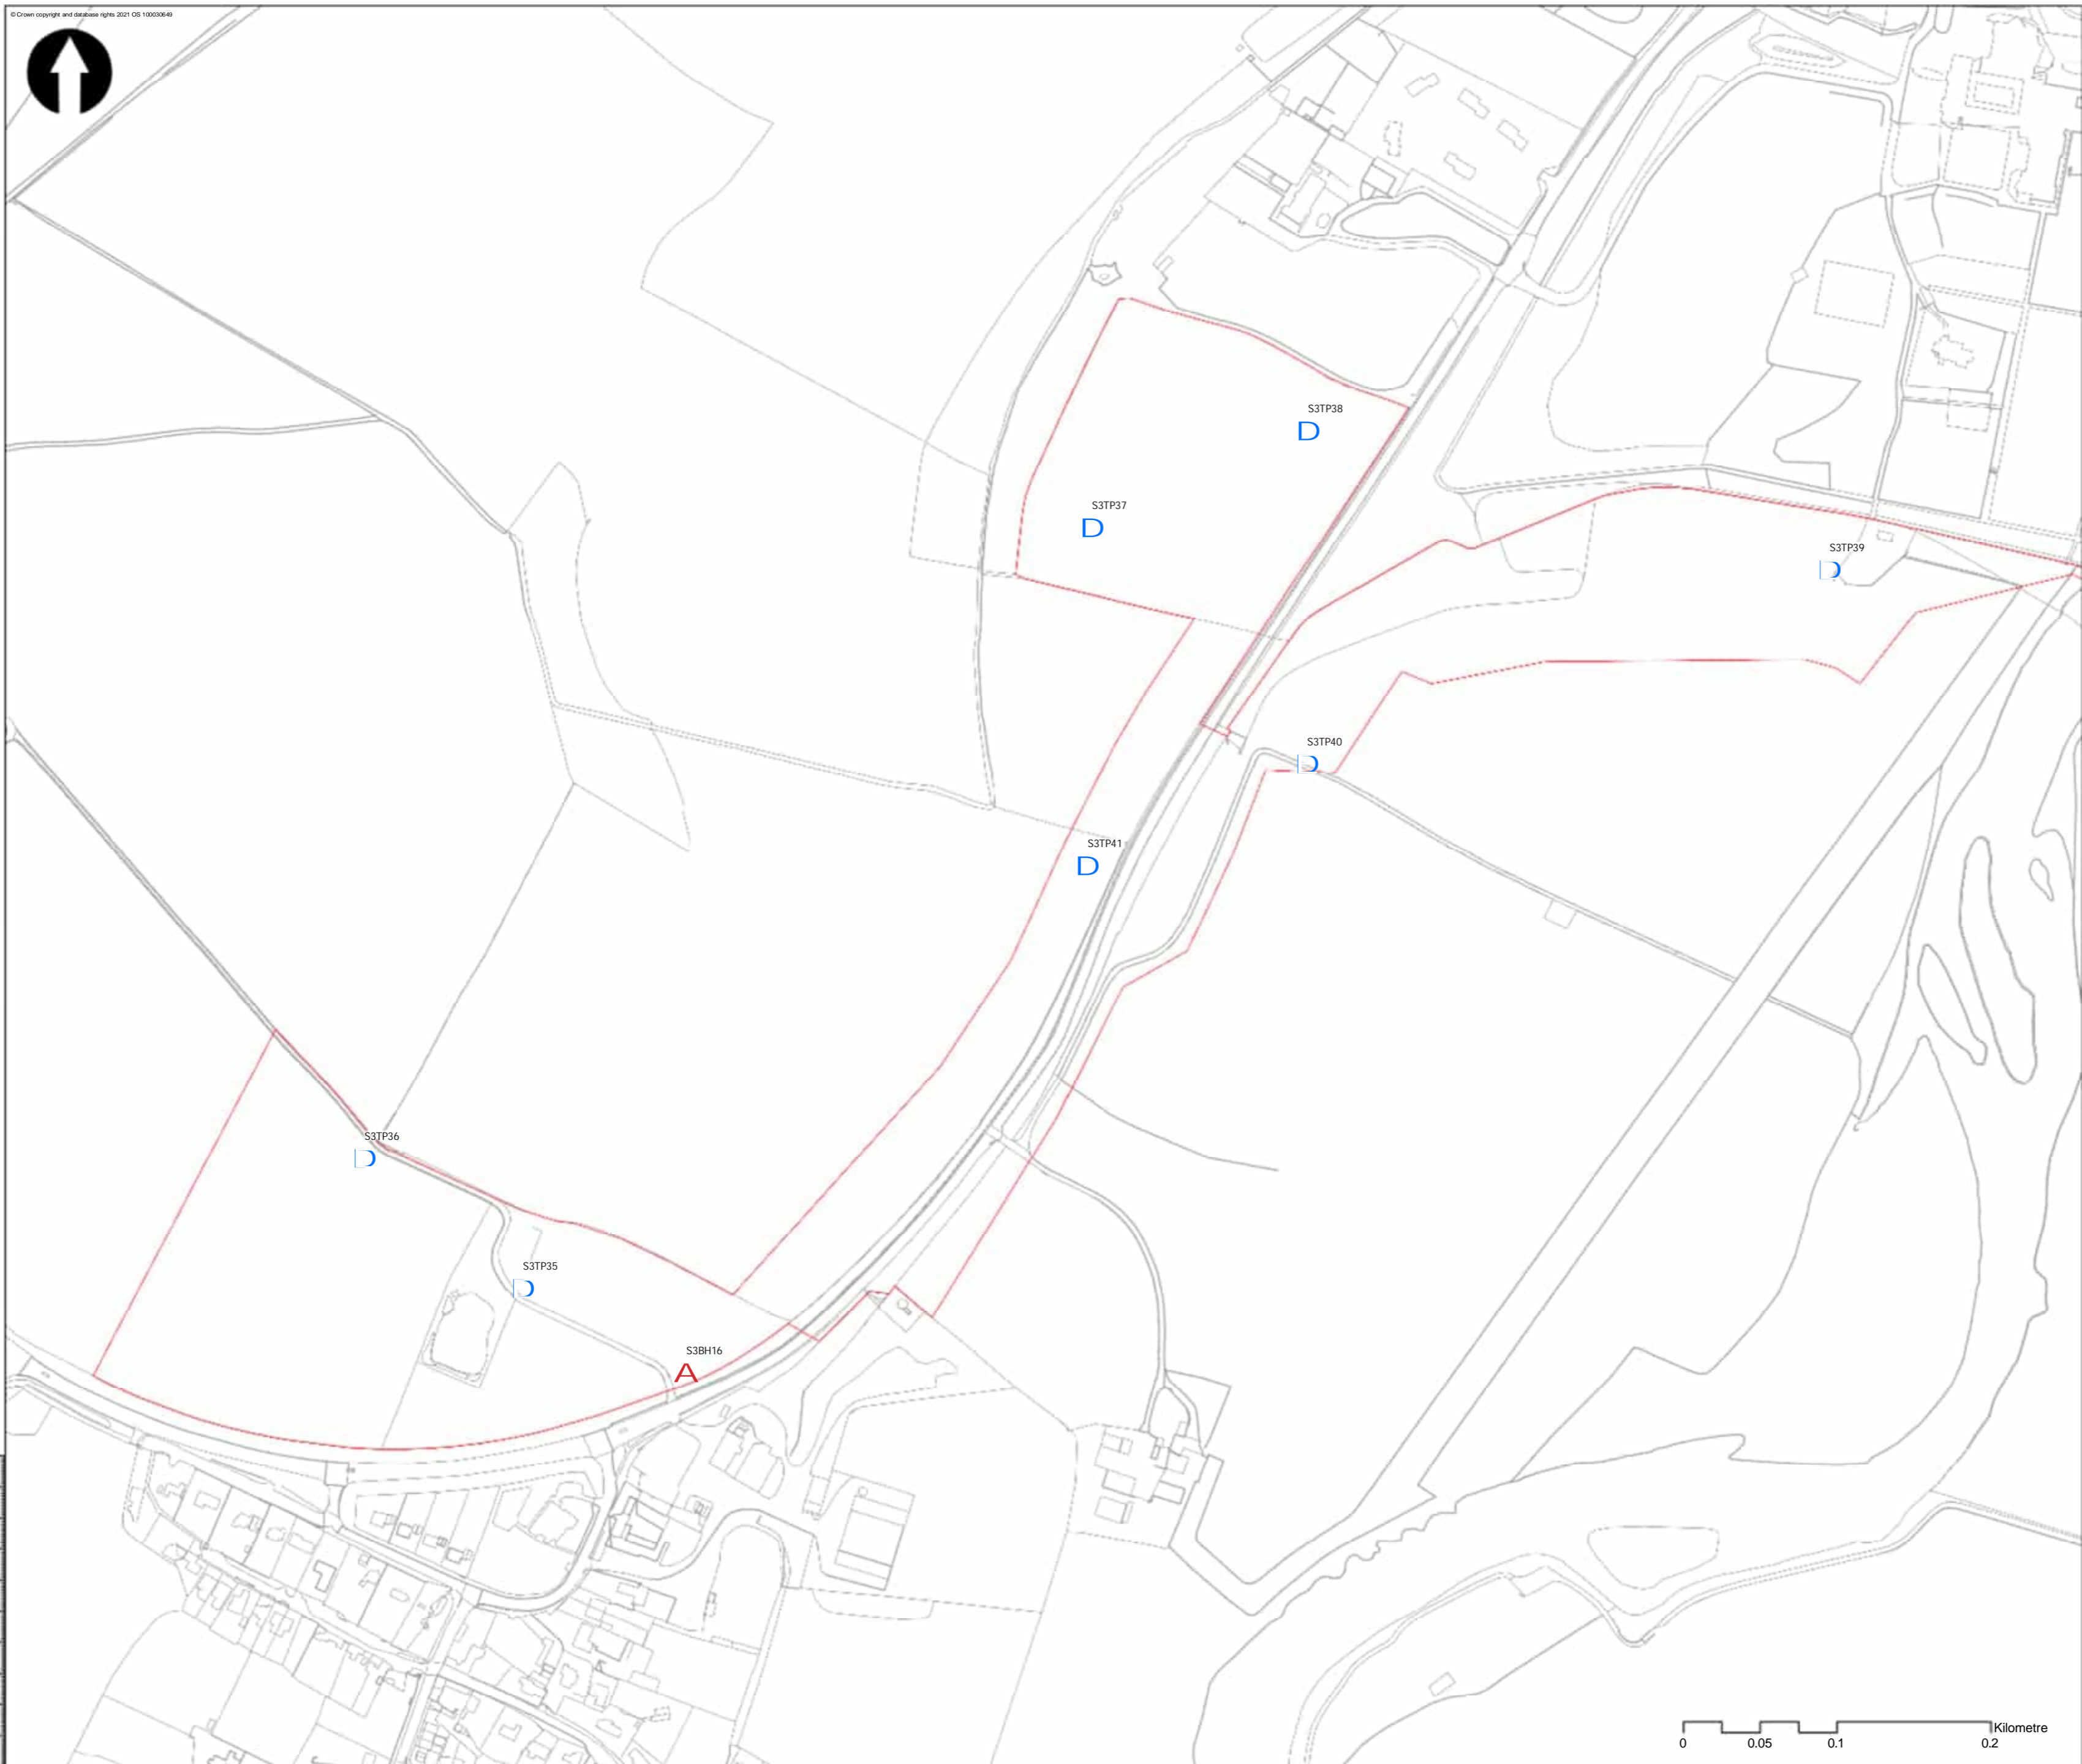 © Crown copyright and database rights 2021 OS 100030649
S3TP38
D
S3TP37
D
S3TP39
D
S3TP40
D
S3TP41
D
S3TP36
D
S3TP35
D
S3BH16
A
Kilometre
0 0.05 0.1 0.2